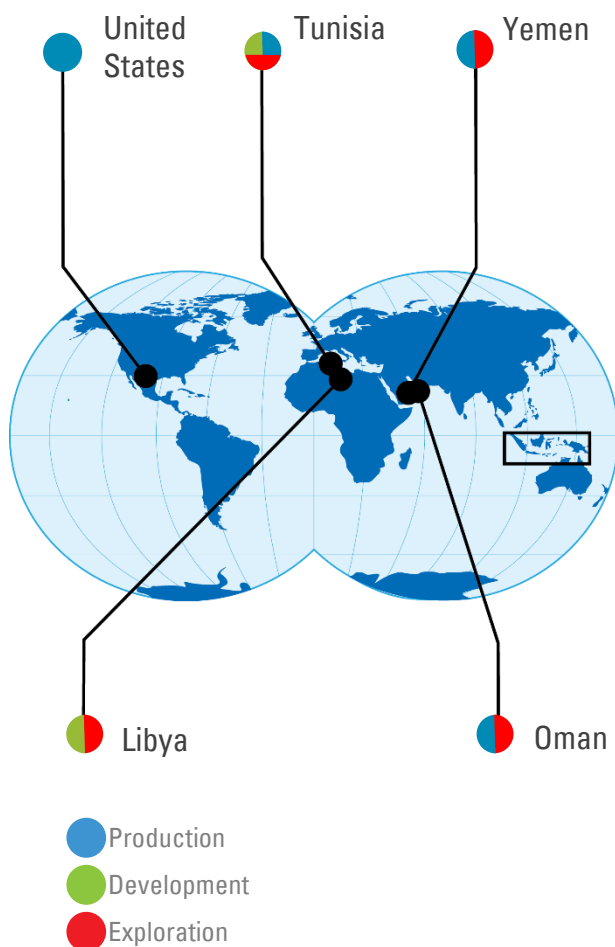 United
States
Tunisia
Yemen
Libya
Oman
Production
Development
Exploration